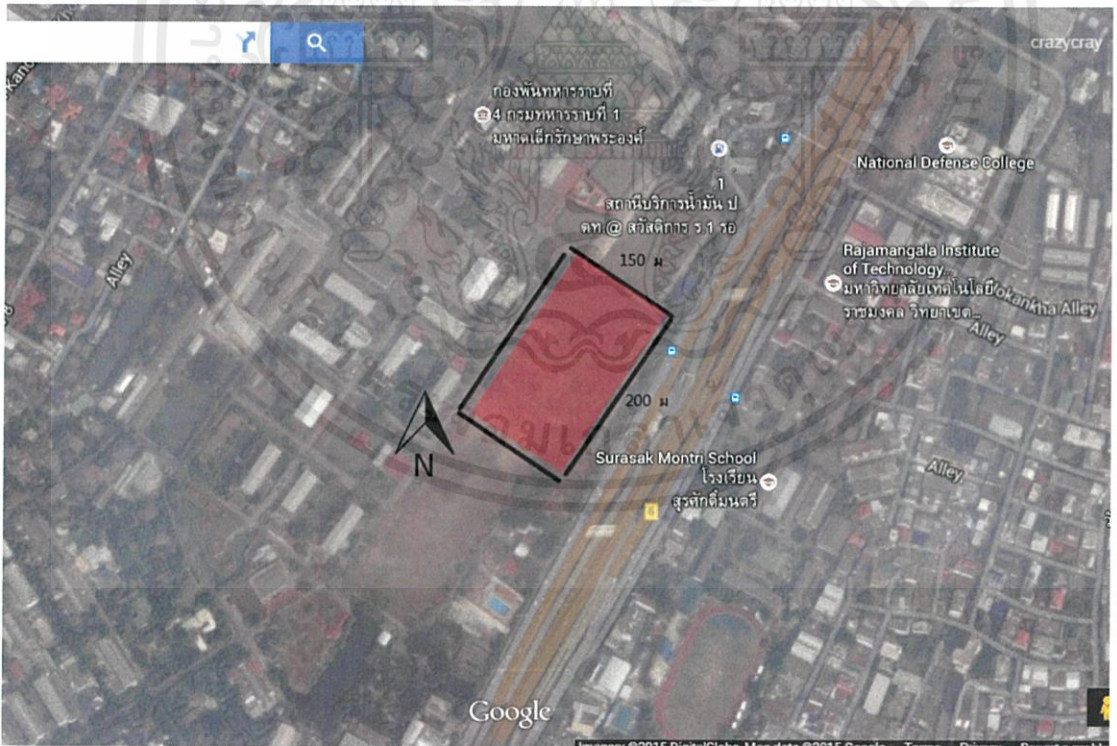 crazycray
กองพันทหารราบที่
4 กรมทหารราบที่ 1
มหาดเล็กรักษาพระองค์
National Defense College
1
สถานีบริการน้ำมัน ป
ตท.@ สวัสดิการ ร.1 รอ
150 ม
Rajamangala Institute
of Technology...
มหาวิทยาลัยเทคโนโลยี
ราชมงคล วิทยาเขต...
Alley
Alley
Alley
200 ม
N
Surasak Montri School
โรงเรียน
สุรศักดิ์มนตรี
Alley
6
Google